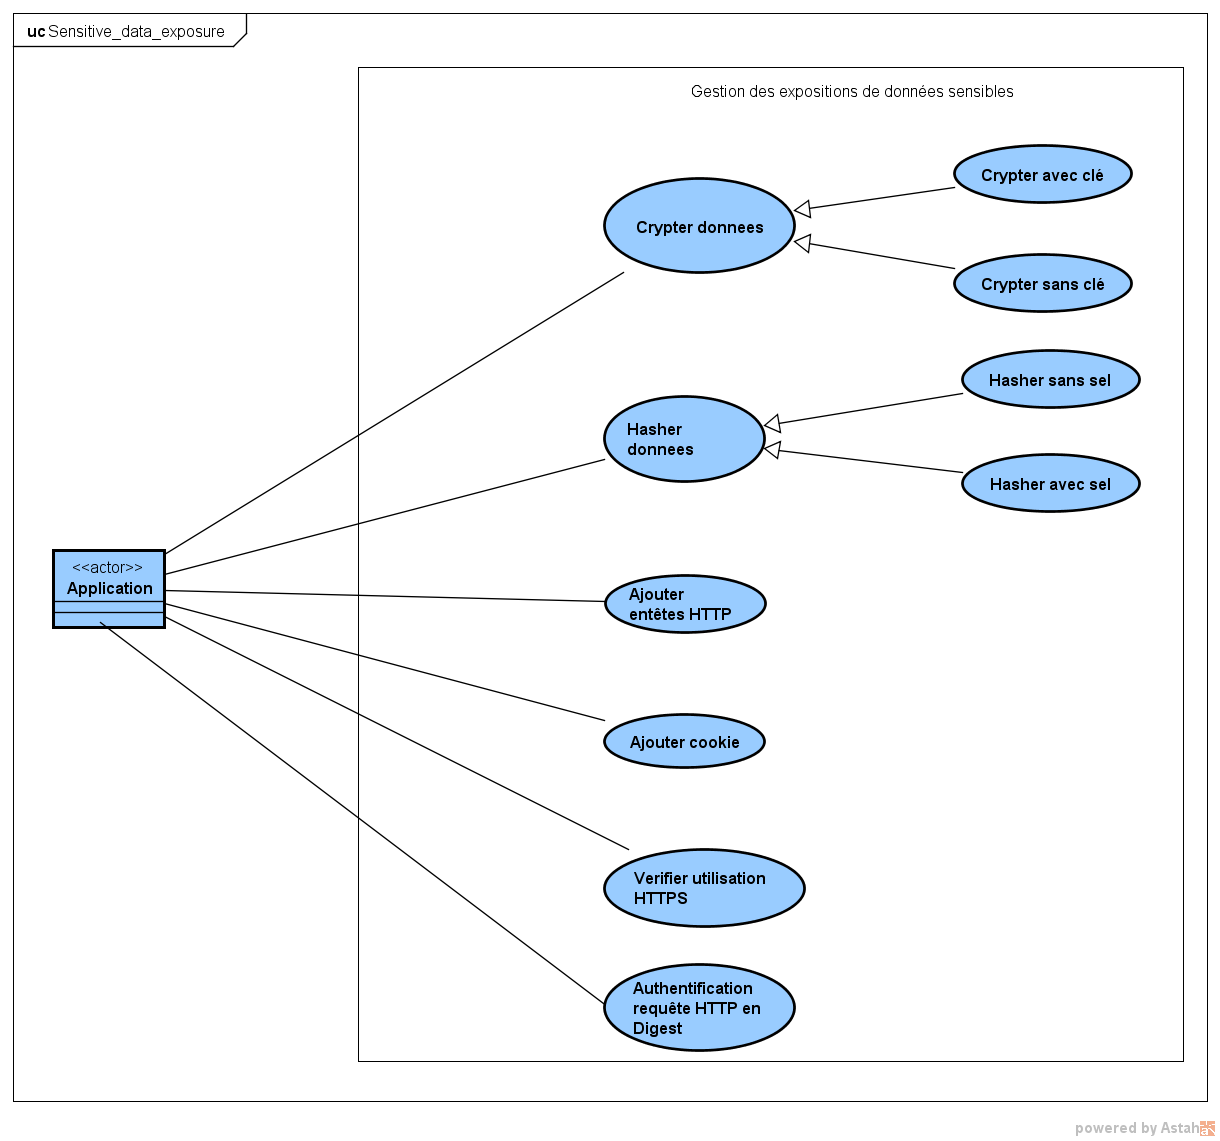 uc Sensitive_data_exposure
Gestion des expositions de données sensibles
Crypter avec clé
Crypter donnees
Crypter sans clé
Hasher sans sel
Hasher
donnees
Hasher avec sel
<<actor>>
Application
Ajouter
entêtes HTTP
Ajouter cookie
Verifier utilisation
HTTPS
Authentification
requête HTTP en
Digest
powered by Astah